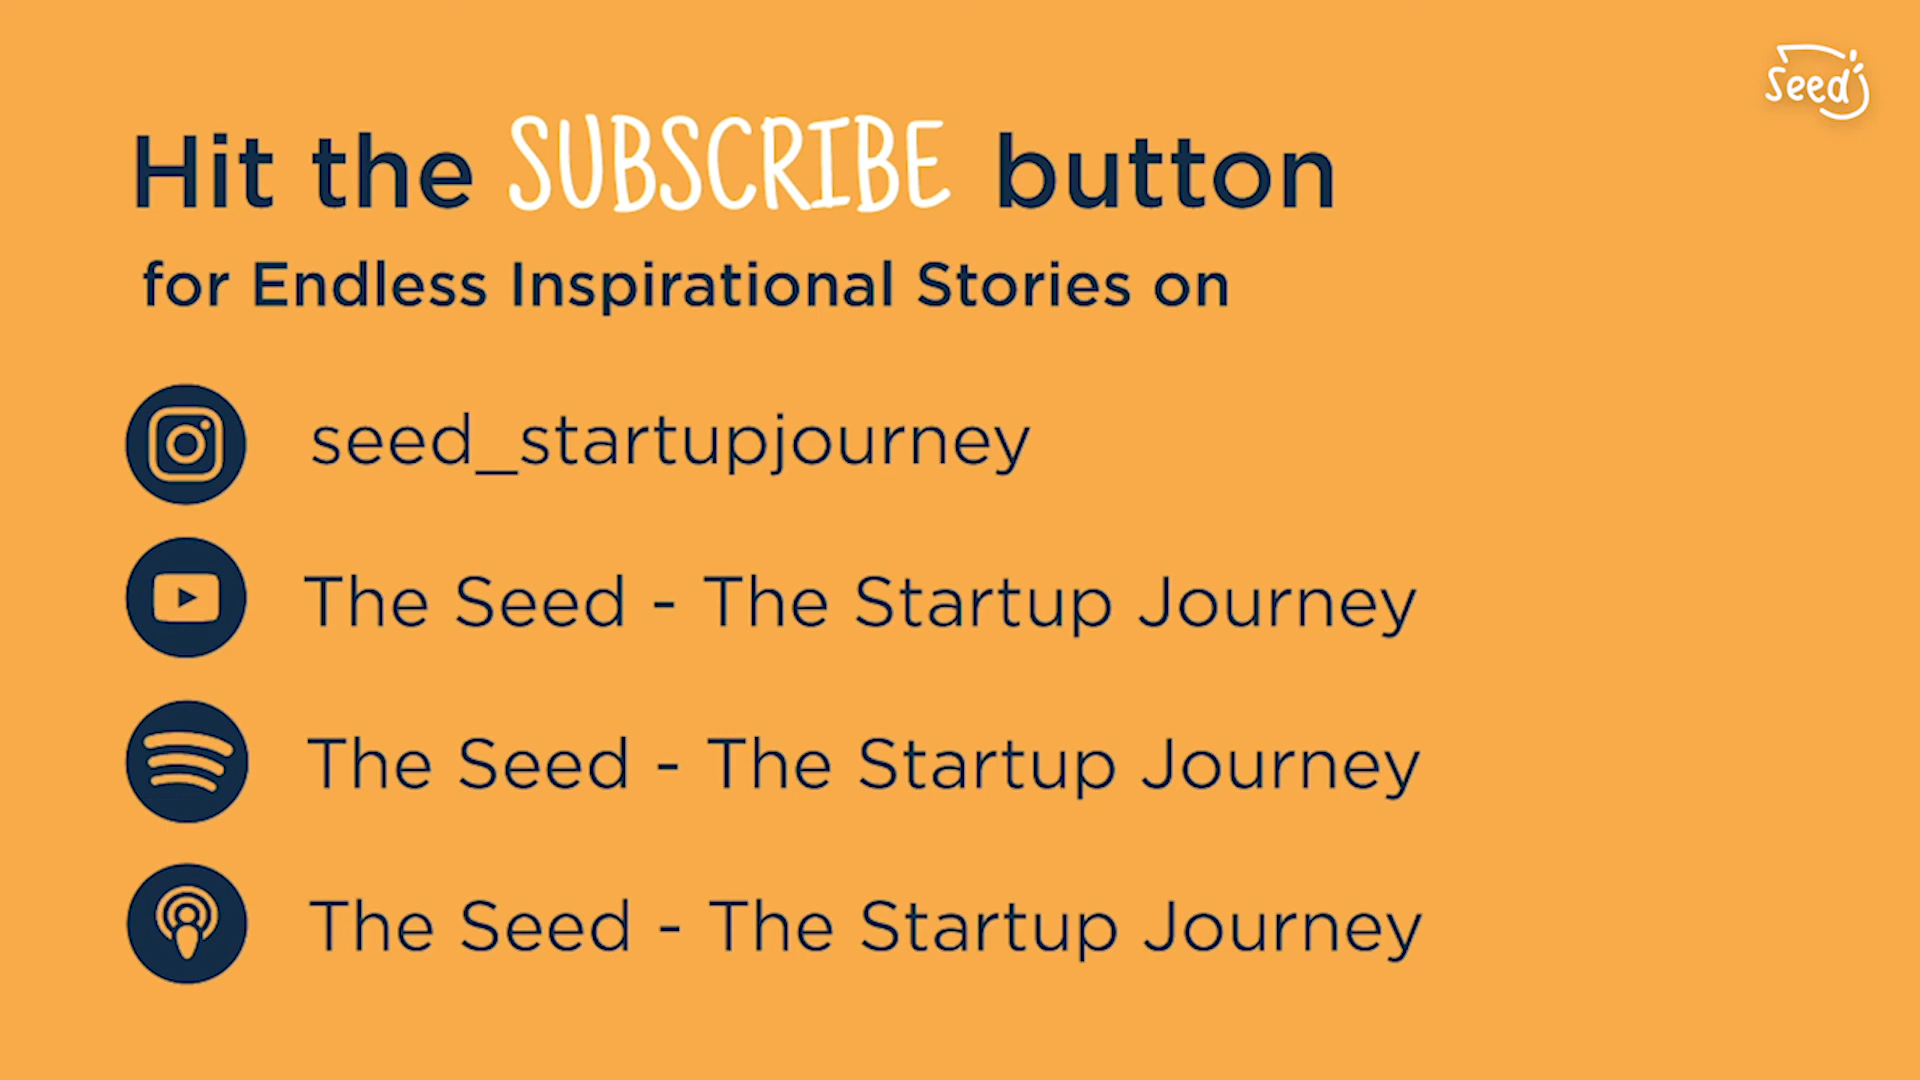 Seed
Hit the SUBSCRIBE button
for Endless Inspirational Stories on
seed_startupjourney
The Seed - The Startup Journey
The Seed - The Startup Journey
The Seed - The Startup Journey